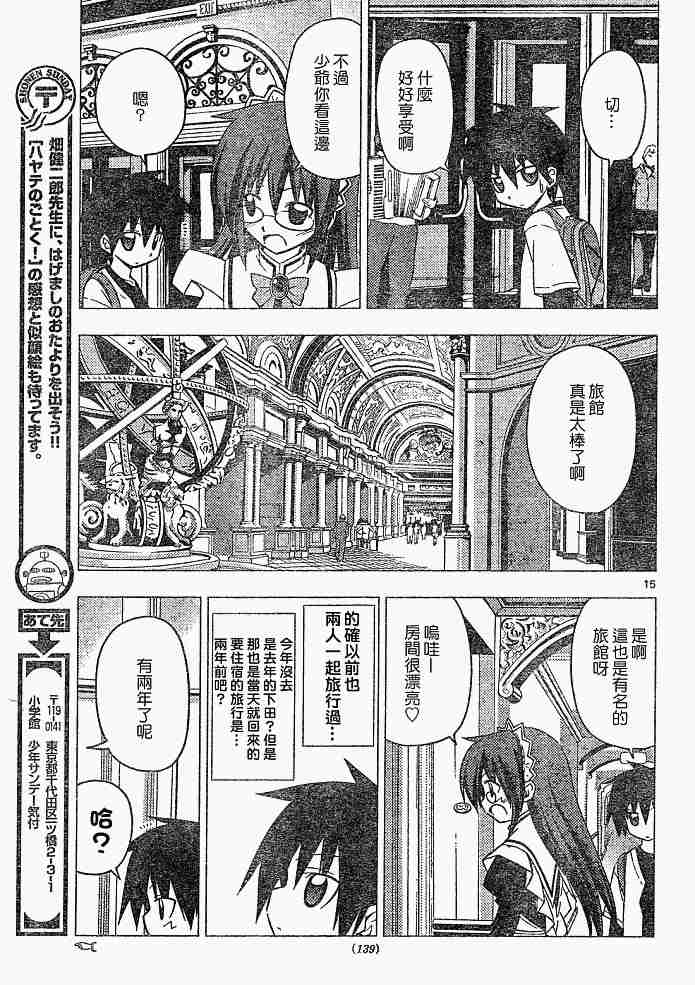 EXIT
切…
什麼
好好享受啊
不過
少爺你看這邊
嗯？
旅館
真是太棒了啊
15
是啊
這也是有名的
旅館呀
嗚哇ー
房間很漂亮♡
的確以前也
兩人一起旅行過…
今年沒去
是去年的下田？但是
那也是當天就回來的
要住宿的旅行是…
兩年前吧？
有兩年了呢
哈？
(139)
SHONEN SUNDAY
〒
畑健二郎先生に、はげましのおたよりを出そう!!
［ハヤテのごとく！］の感想と似顔絵も待ってます。
あて先
〒119-0141 東京都千代田区一ツ橋2-3-1
小学館 少年サンデー気付